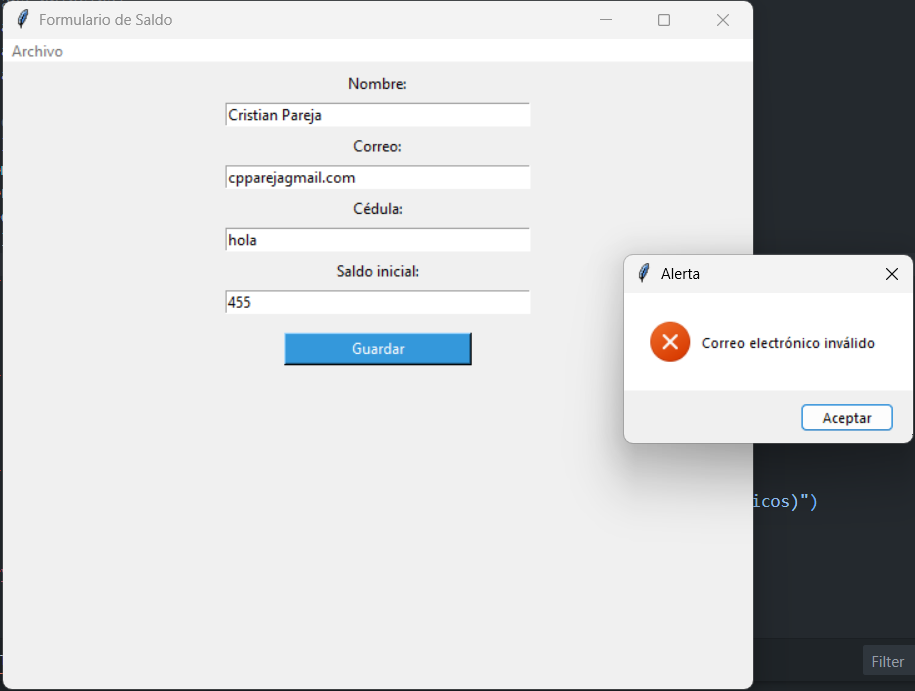 Formulario de Saldo
Archivo
Nombre:
Cristian Pareja
Correo:
cpparejagmail.com
Cédula:
hola
Saldo inicial:
455
Guardar
Alerta
Correo electrónico inválido
Aceptar
icos)")
Filter